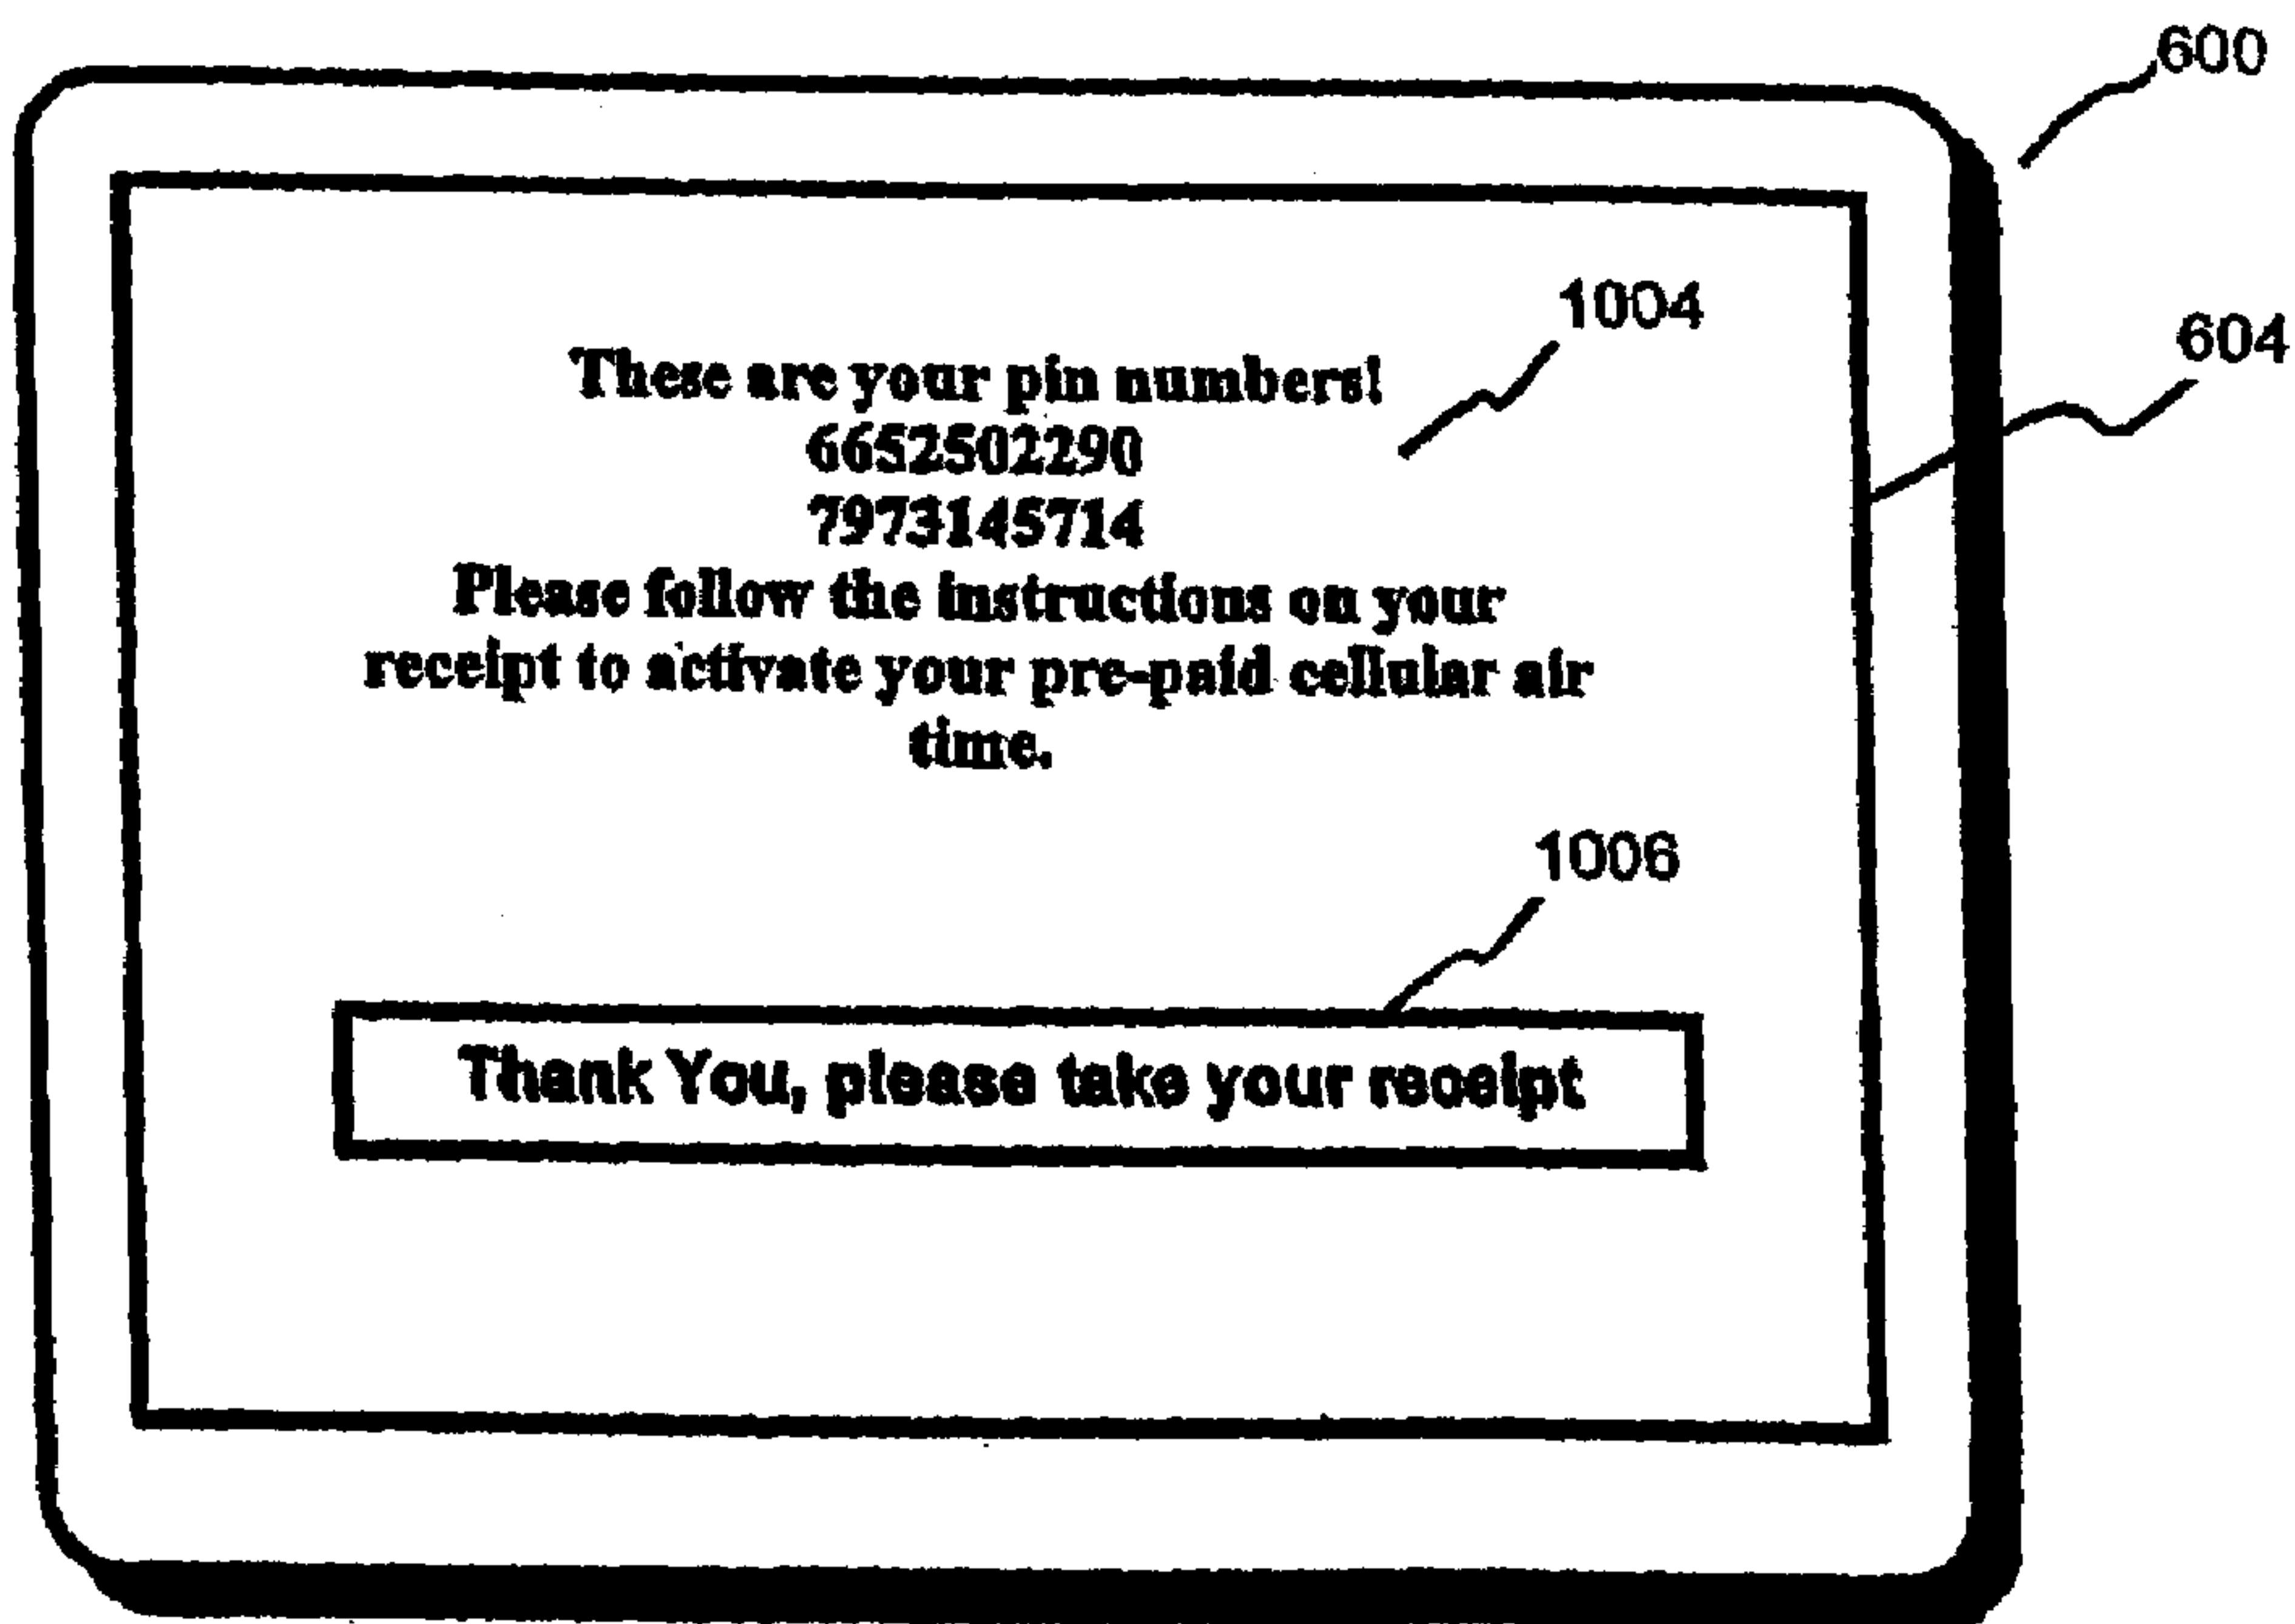 600
1004
604
These are your pin numbers!
6652502290
7973145714
Please follow the instructions on your
receipt to activate your pre-paid cellular air
time.
1006
Thank You, please take your receipt